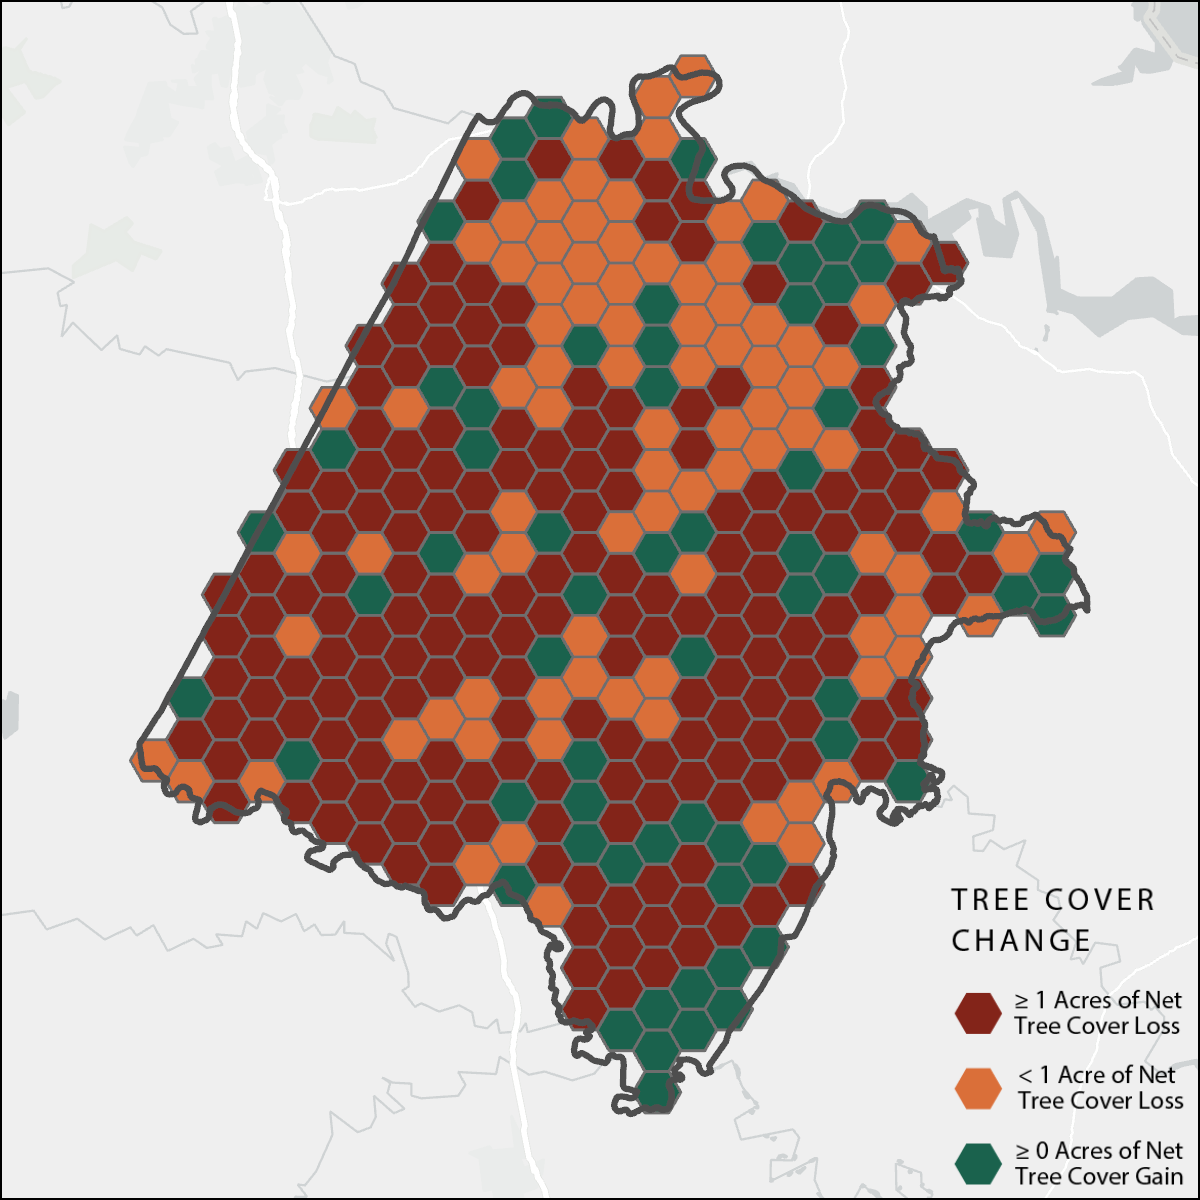 TREE COVER
CHANGE
≥ 1 Acres of Net
Tree Cover Loss
< 1 Acre of Net
Tree Cover Loss
≥ 0 Acres of Net
Tree Cover Gain